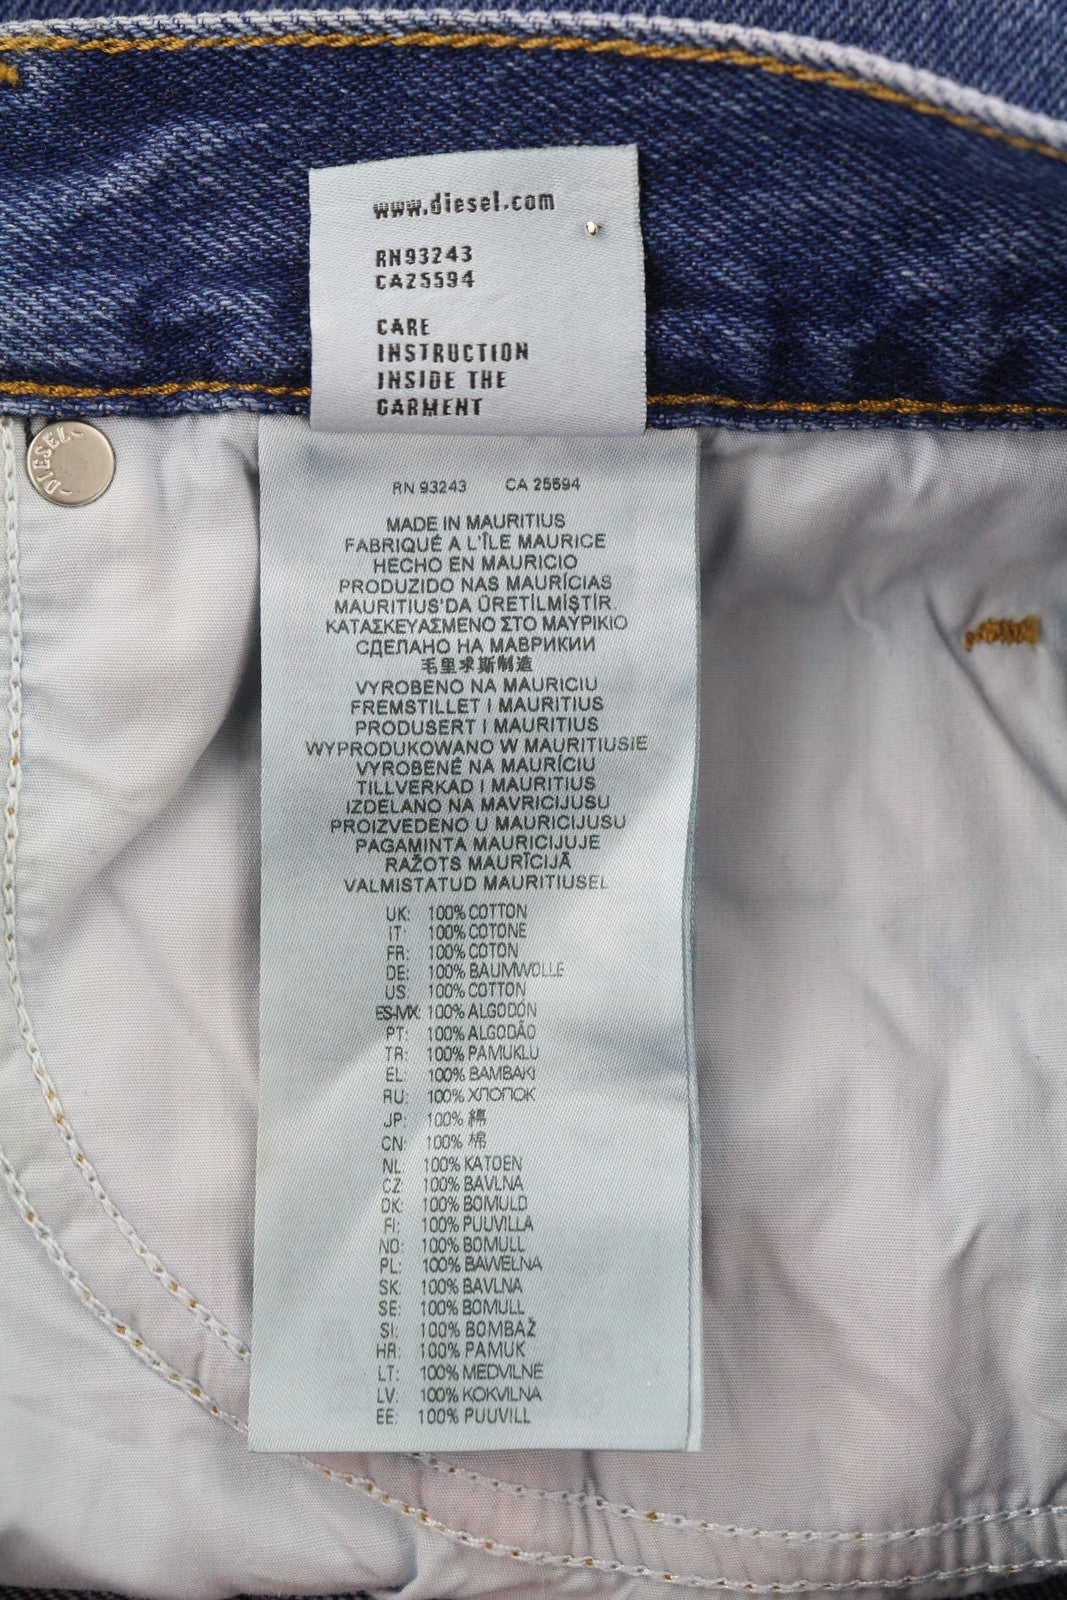 www.diesel.com
RN93243
CA25594
CARE
INSTRUCTION
INSIDE THE
GARMENT
DIESEL
RN 93243 CA 25594
MADE IN MAURITIUS
FABRIQUÉ A L'ÎLE MAURICE
HECHO EN MAURICIO
PRODUZIDO NAS MAURÍCIAS
MAURITIUS'DA ÜRETİLMİŞTİR.
ΚΑΤΑΣΚΕΥΑΣΜΕΝΟ ΣΤΟ ΜΑΥΡΙΚΙΟ
СДЕЛАНО НА МАВРИКИИ
毛里求斯制造
VYROBENO NA MAURICIU
FREMSTILLET I MAURITIUS
PRODUSERT I MAURITIUS
WYPRODUKOWANO W MAURITIUSIE
VYROBENÉ NA MAURÍCIU
TILLVERKAD I MAURITIUS
IZDELANO NA MAVRICIJUSU
PROIZVEDENO U MAURICIJUSU
PAGAMINTA MAURICIJUJE
RAŽOTS MAURĪCIJĀ
VALMISTATUD MAURITIUSEL
UK: 100% COTTON
IT: 100% COTONE
FR: 100% COTON
DE: 100% BAUMWOLLE
US: 100% COTTON
ES-MX: 100% ALGODÓN
PT: 100% ALGODÃO
TR: 100% PAMUKLU
EL: 100% BAMBAKI
RU: 100% ХЛОПОК
JP: 100% 綿
CN: 100% 棉
NL: 100% KATOEN
CZ: 100% BAVLNA
DK: 100% BOMULD
FI: 100% PUUVILLA
NO: 100% BOMULL
PL: 100% BAWEŁNA
SK: 100% BAVLNA
SE: 100% BOMULL
SI: 100% BOMBAŽ
HR: 100% PAMUK
LT: 100% MEDVILNĖ
LV: 100% KOKVILNA
EE: 100% PUUVILL